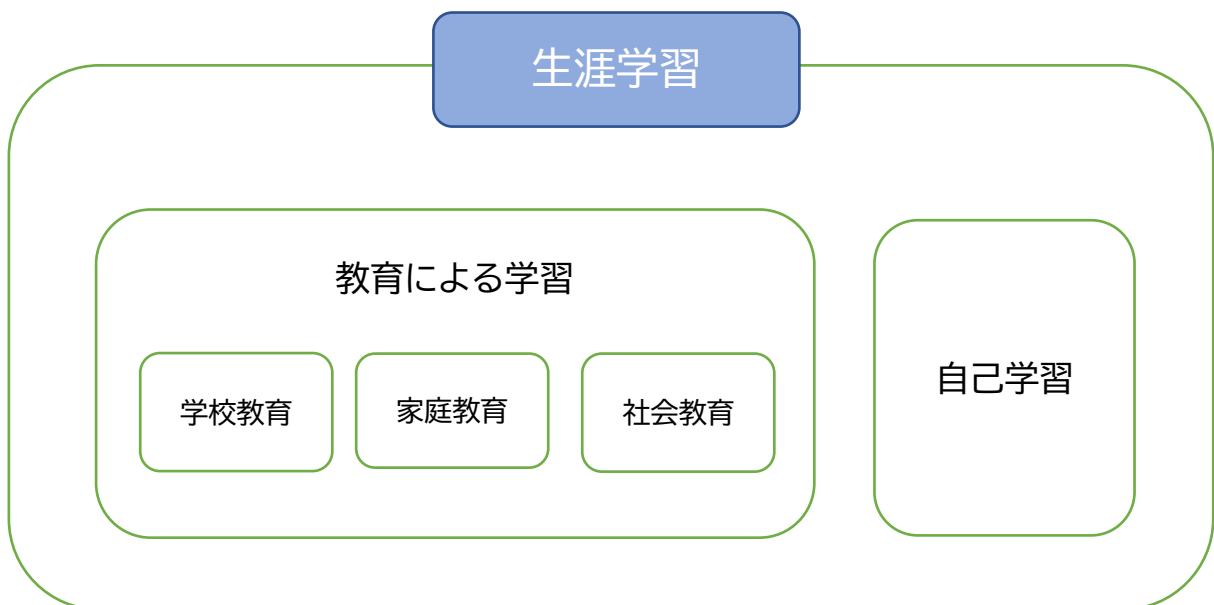 生涯学習
教育による学習
学校教育
家庭教育
社会教育
自己学習